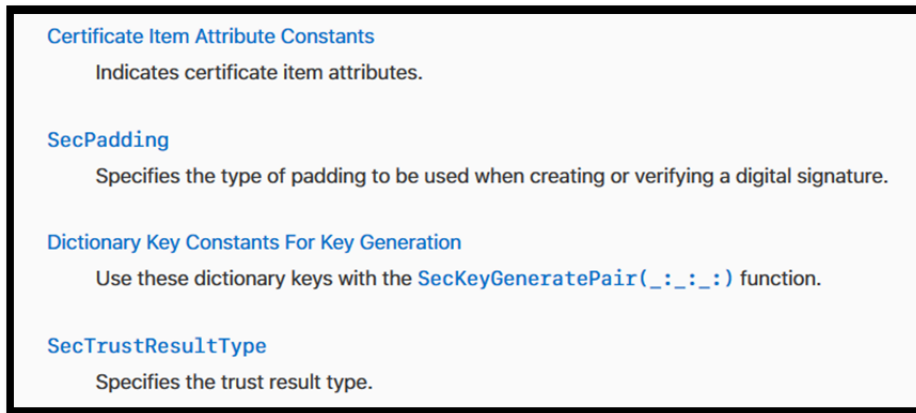 Certificate Item Attribute Constants
Indicates certificate item attributes.
SecPadding
Specifies the type of padding to be used when creating or verifying a digital signature.
Dictionary Key Constants For Key Generation
Use these dictionary keys with the SecKeyGeneratePair(_:_:_:) function.
SecTrustResultType
Specifies the trust result type.